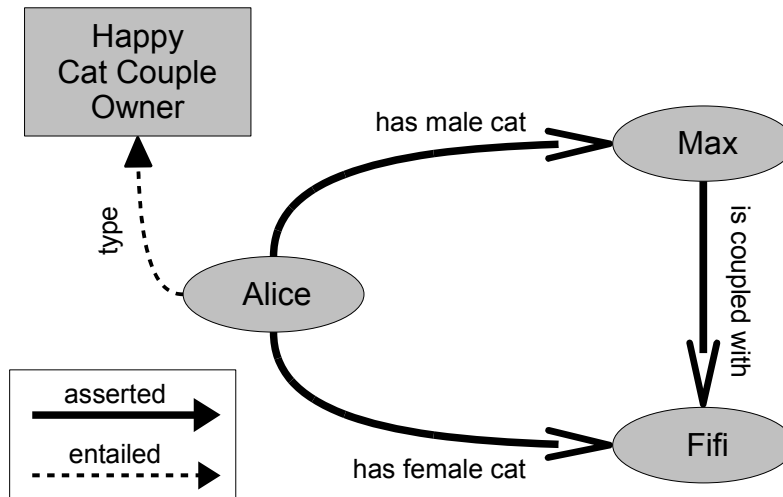 Happy
Cat Couple
Owner
has male cat
Max
type
is coupled with
Alice
asserted
entailed
has female cat
Fifi